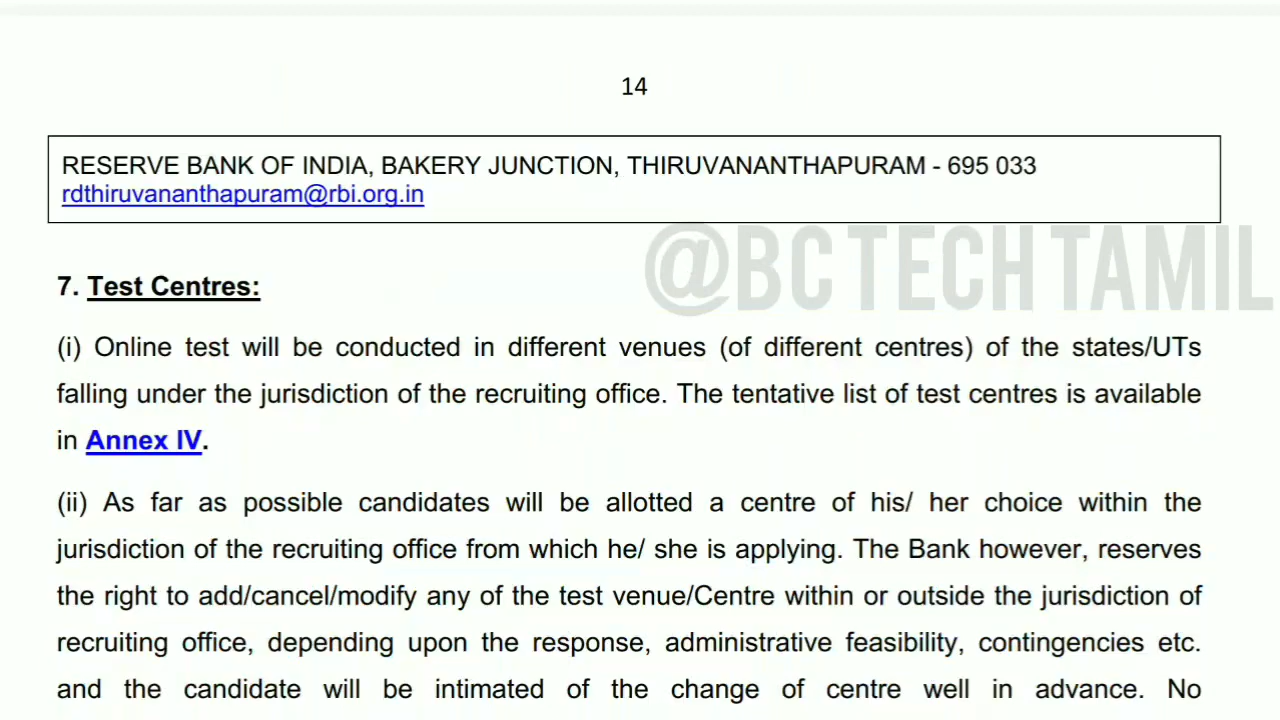 14
RESERVE BANK OF INDIA, BAKERY JUNCTION, THIRUVANANTHAPURAM - 695 033
rdthiruvananthapuram@rbi.org.in
@BC TECH TAMIL
7. Test Centres:
(i) Online test will be conducted in different venues (of different centres) of the states/UTs
falling under the jurisdiction of the recruiting office. The tentative list of test centres is available
in Annex IV.
(ii) As far as possible candidates will be allotted a centre of his/ her choice within the
jurisdiction of the recruiting office from which he/ she is applying. The Bank however, reserves
the right to add/cancel/modify any of the test venue/Centre within or outside the jurisdiction of
recruiting office, depending upon the response, administrative feasibility, contingencies etc.
and the candidate will be intimated of the change of centre well in advance. No